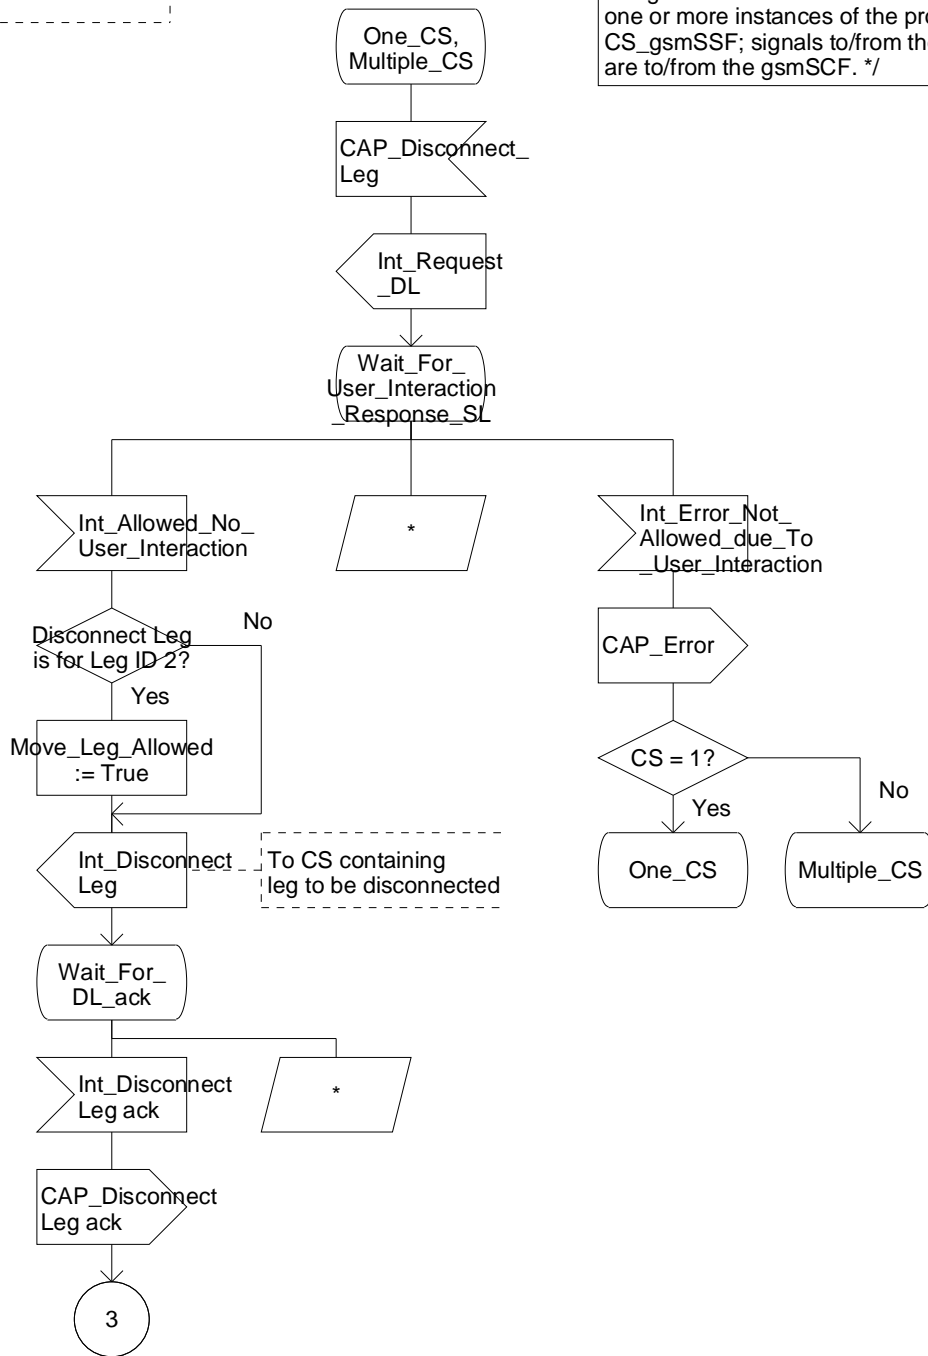 One_CS,
Multiple_CS
one or more instances of the pro
CS_gsmSSF; signals to/from the
are to/from the gsmSCF. */
CAP_Disconnect_
Leg
Int_Request
_DL
Wait_For_
User_Interaction
_Response_SL
Int_Allowed_No_
User_Interaction
*
Int_Error_Not_
Allowed_due_To
_User_Interaction
Disconnect Leg
is for Leg ID 2?
No
Yes
CAP_Error
Move_Leg_Allowed
:= True
CS = 1?
No
Yes
Int_Disconnect_
Leg
To CS containing
leg to be disconnected
One_CS
Multiple_CS
Wait_For_
DL_ack
Int_Disconnect
Leg ack
*
CAP_Disconnect
Leg ack
3